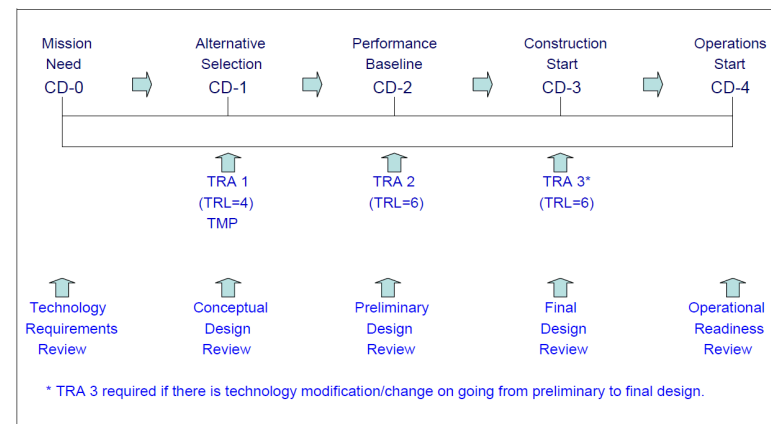 Mission
Need
CD-0
Alternative
Selection
CD-1
Performance
Baseline
CD-2
Construction
Start
CD-3
Operations
Start
CD-4
TRA 1
(TRL=4)
TMP
TRA 2
(TRL=6)
TRA 3*
(TRL=6)
Technology
Requirements
Review
Conceptual
Design
Review
Preliminary
Design
Review
Final
Design
Review
Operational
Readiness
Review
* TRA 3 required if there is technology modification/change on going from preliminary to final design.